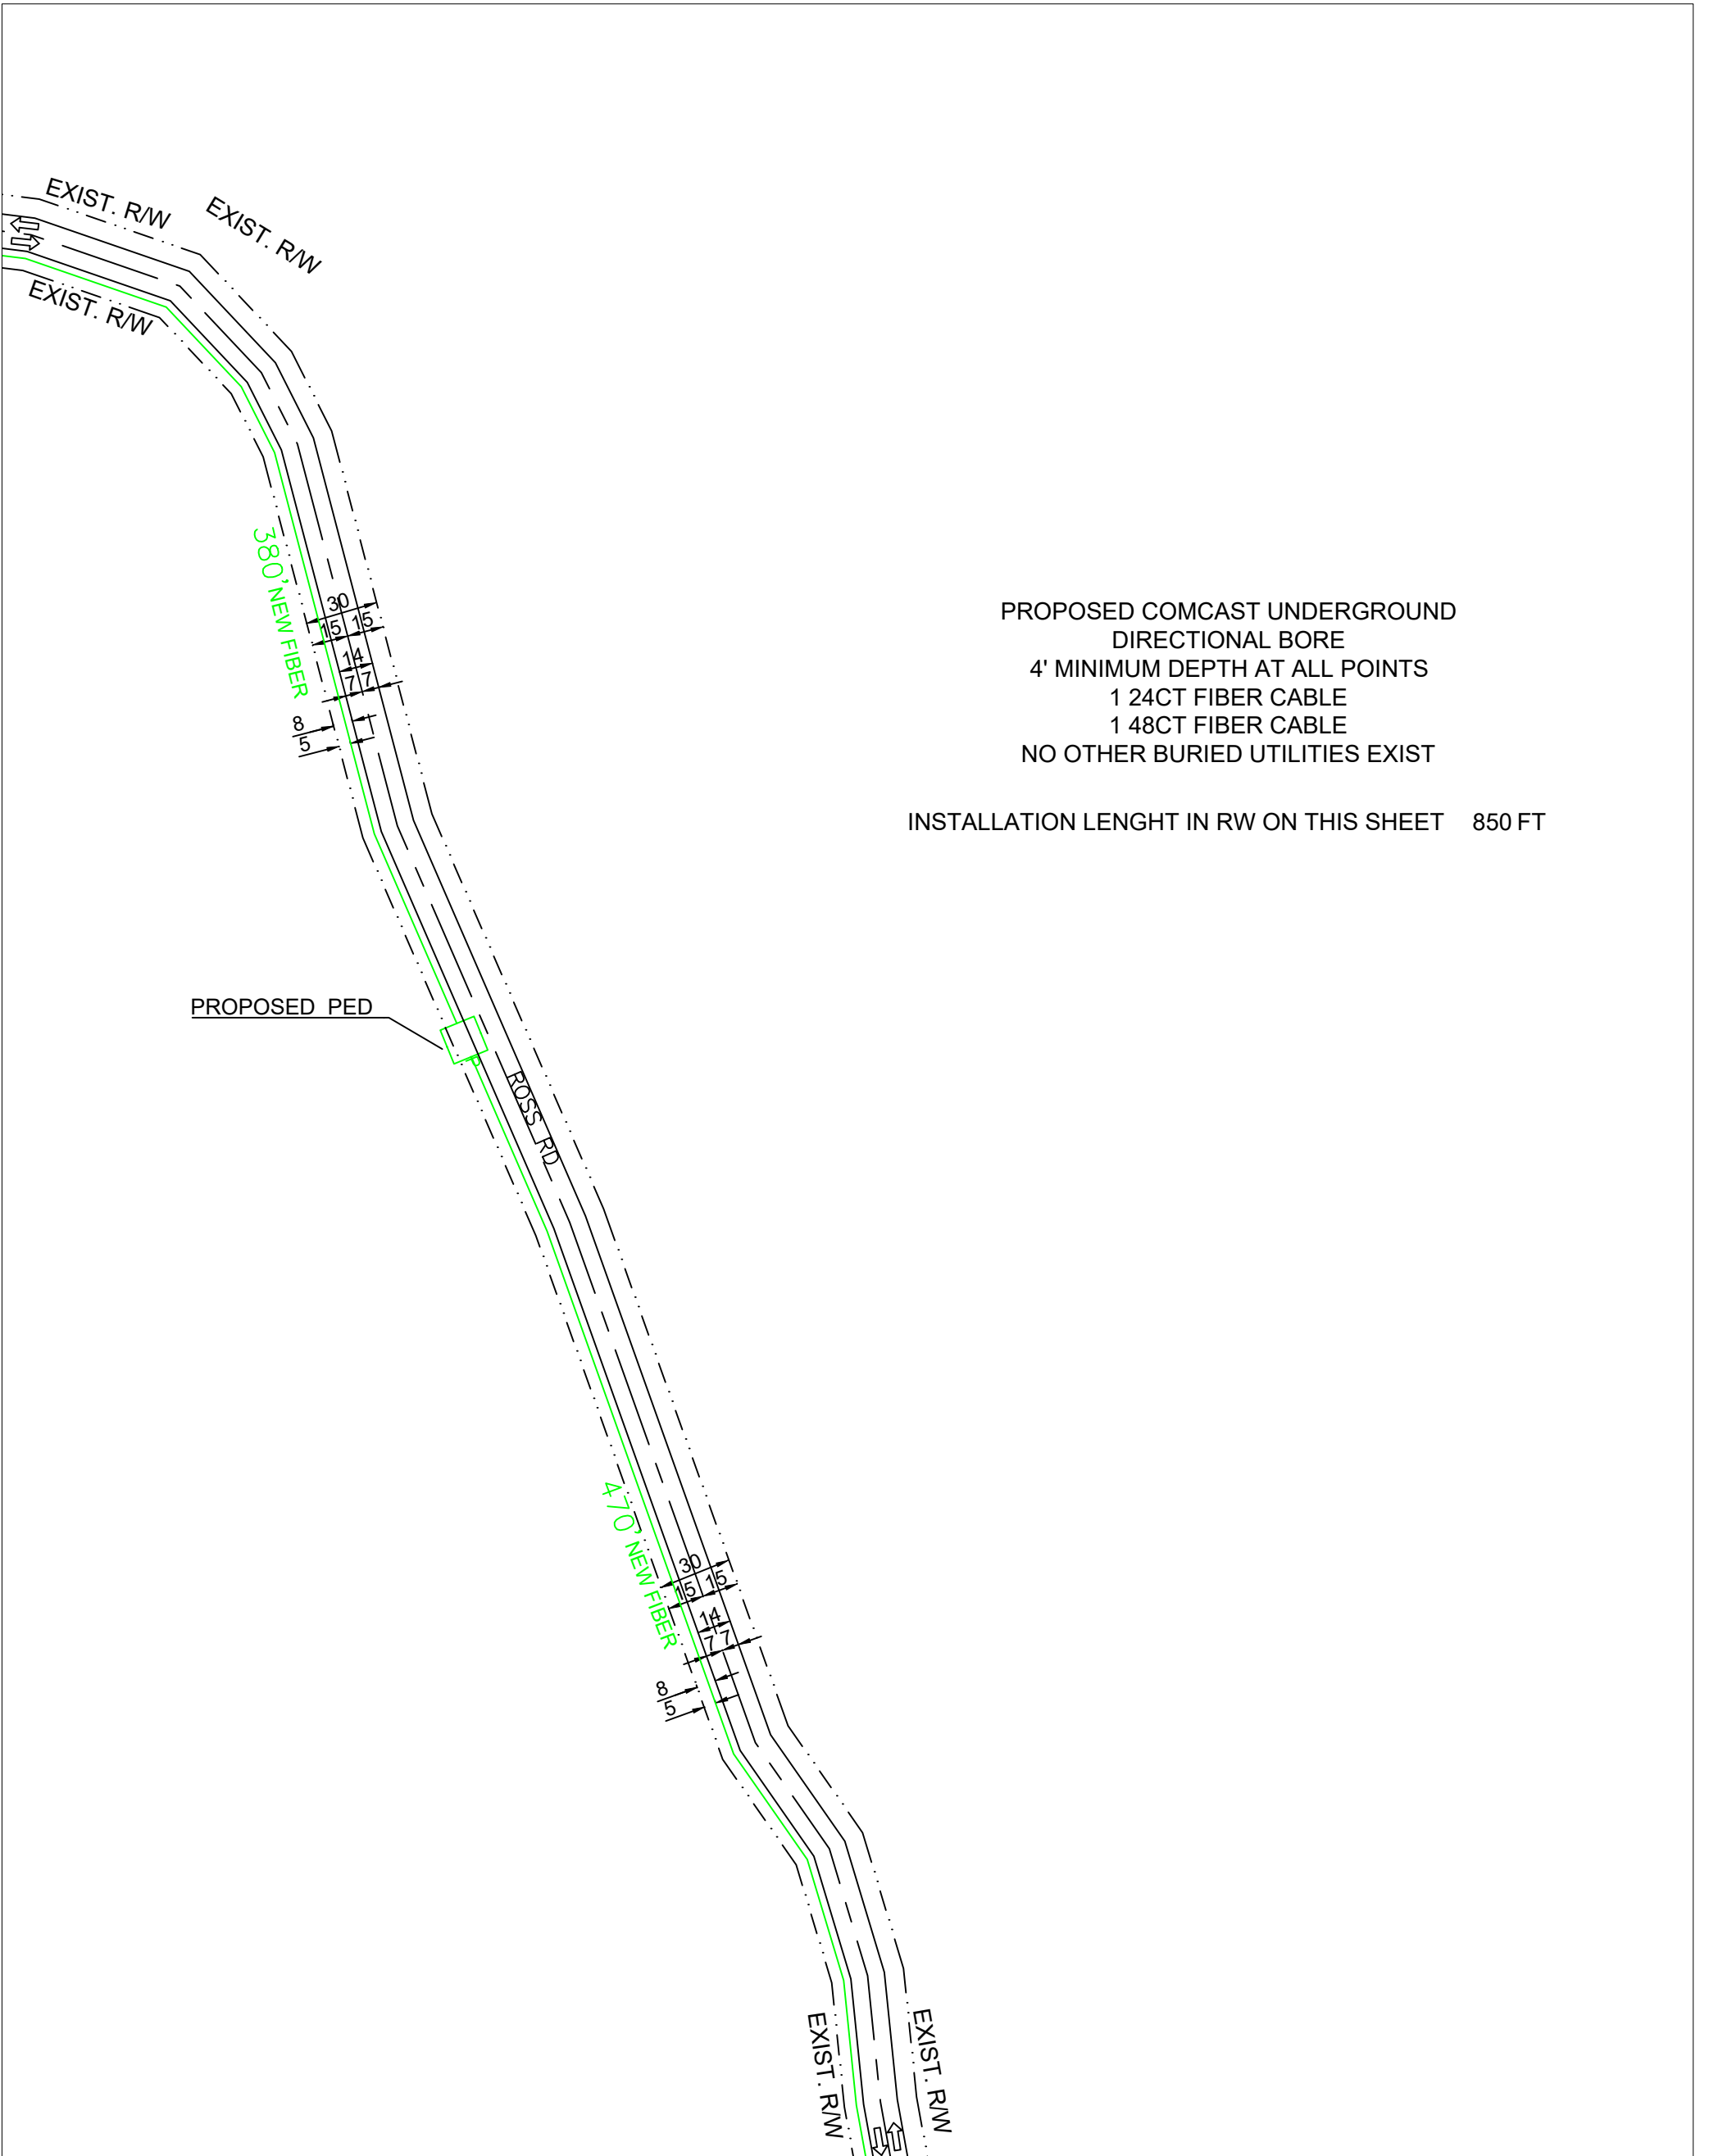 EXIST. R/W
EXIST. R/W
EXIST. R/W
380' NEW FIBER
30
15 15
14
7 7
8
5
PROPOSED COMCAST UNDERGROUND
DIRECTIONAL BORE
4' MINIMUM DEPTH AT ALL POINTS
1 24CT FIBER CABLE
1 48CT FIBER CABLE
NO OTHER BURIED UTILITIES EXIST
INSTALLATION LENGHT IN RW ON THIS SHEET 850 FT
PROPOSED PED
P
ROSS RD
470' NEW FIBER
30
15 15
14
7 7
8
5
EXIST. R/W
EXIST. R/W